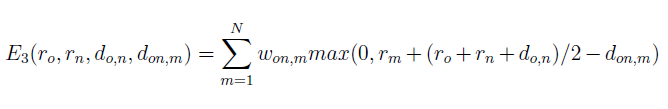 E_3(r_o, r_n, d_{o,n}, d_{on,m}) = \sum_{m=1}^{N} w_{on,m} max(0, r_m + (r_o + r_n + d_{o,n})/2 - d_{on,m})